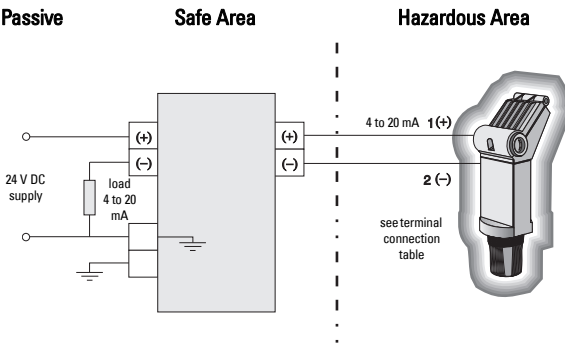 Passive
Safe Area
Hazardous Area
4 to 20 mA 1(+)
(+)
(+)
(−)
(−)
24 V DC
supply
load
4 to 20
mA
2 (−)
see terminal
connection
table